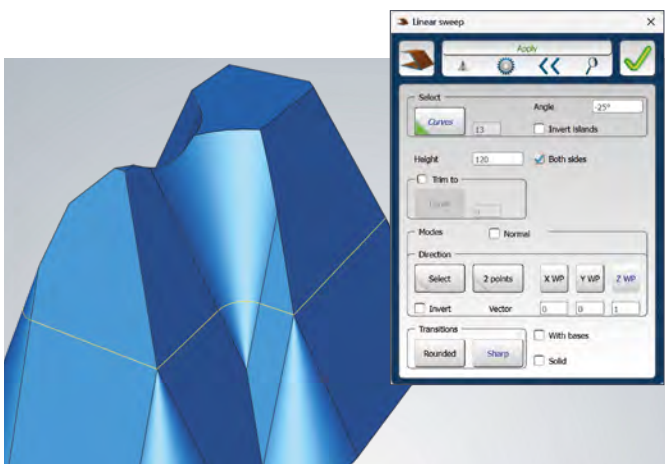 Linear sweep
Apply
Select
Curves
13
Angle
-25°
Invert islands
Height
120
Both sides
Trim to
Modes
Normal
Direction
Select
2 points
X WP
Y WP
Z WP
Invert
Vector
0
0
1
Transitions
Rounded
Sharp
With bases
Solid